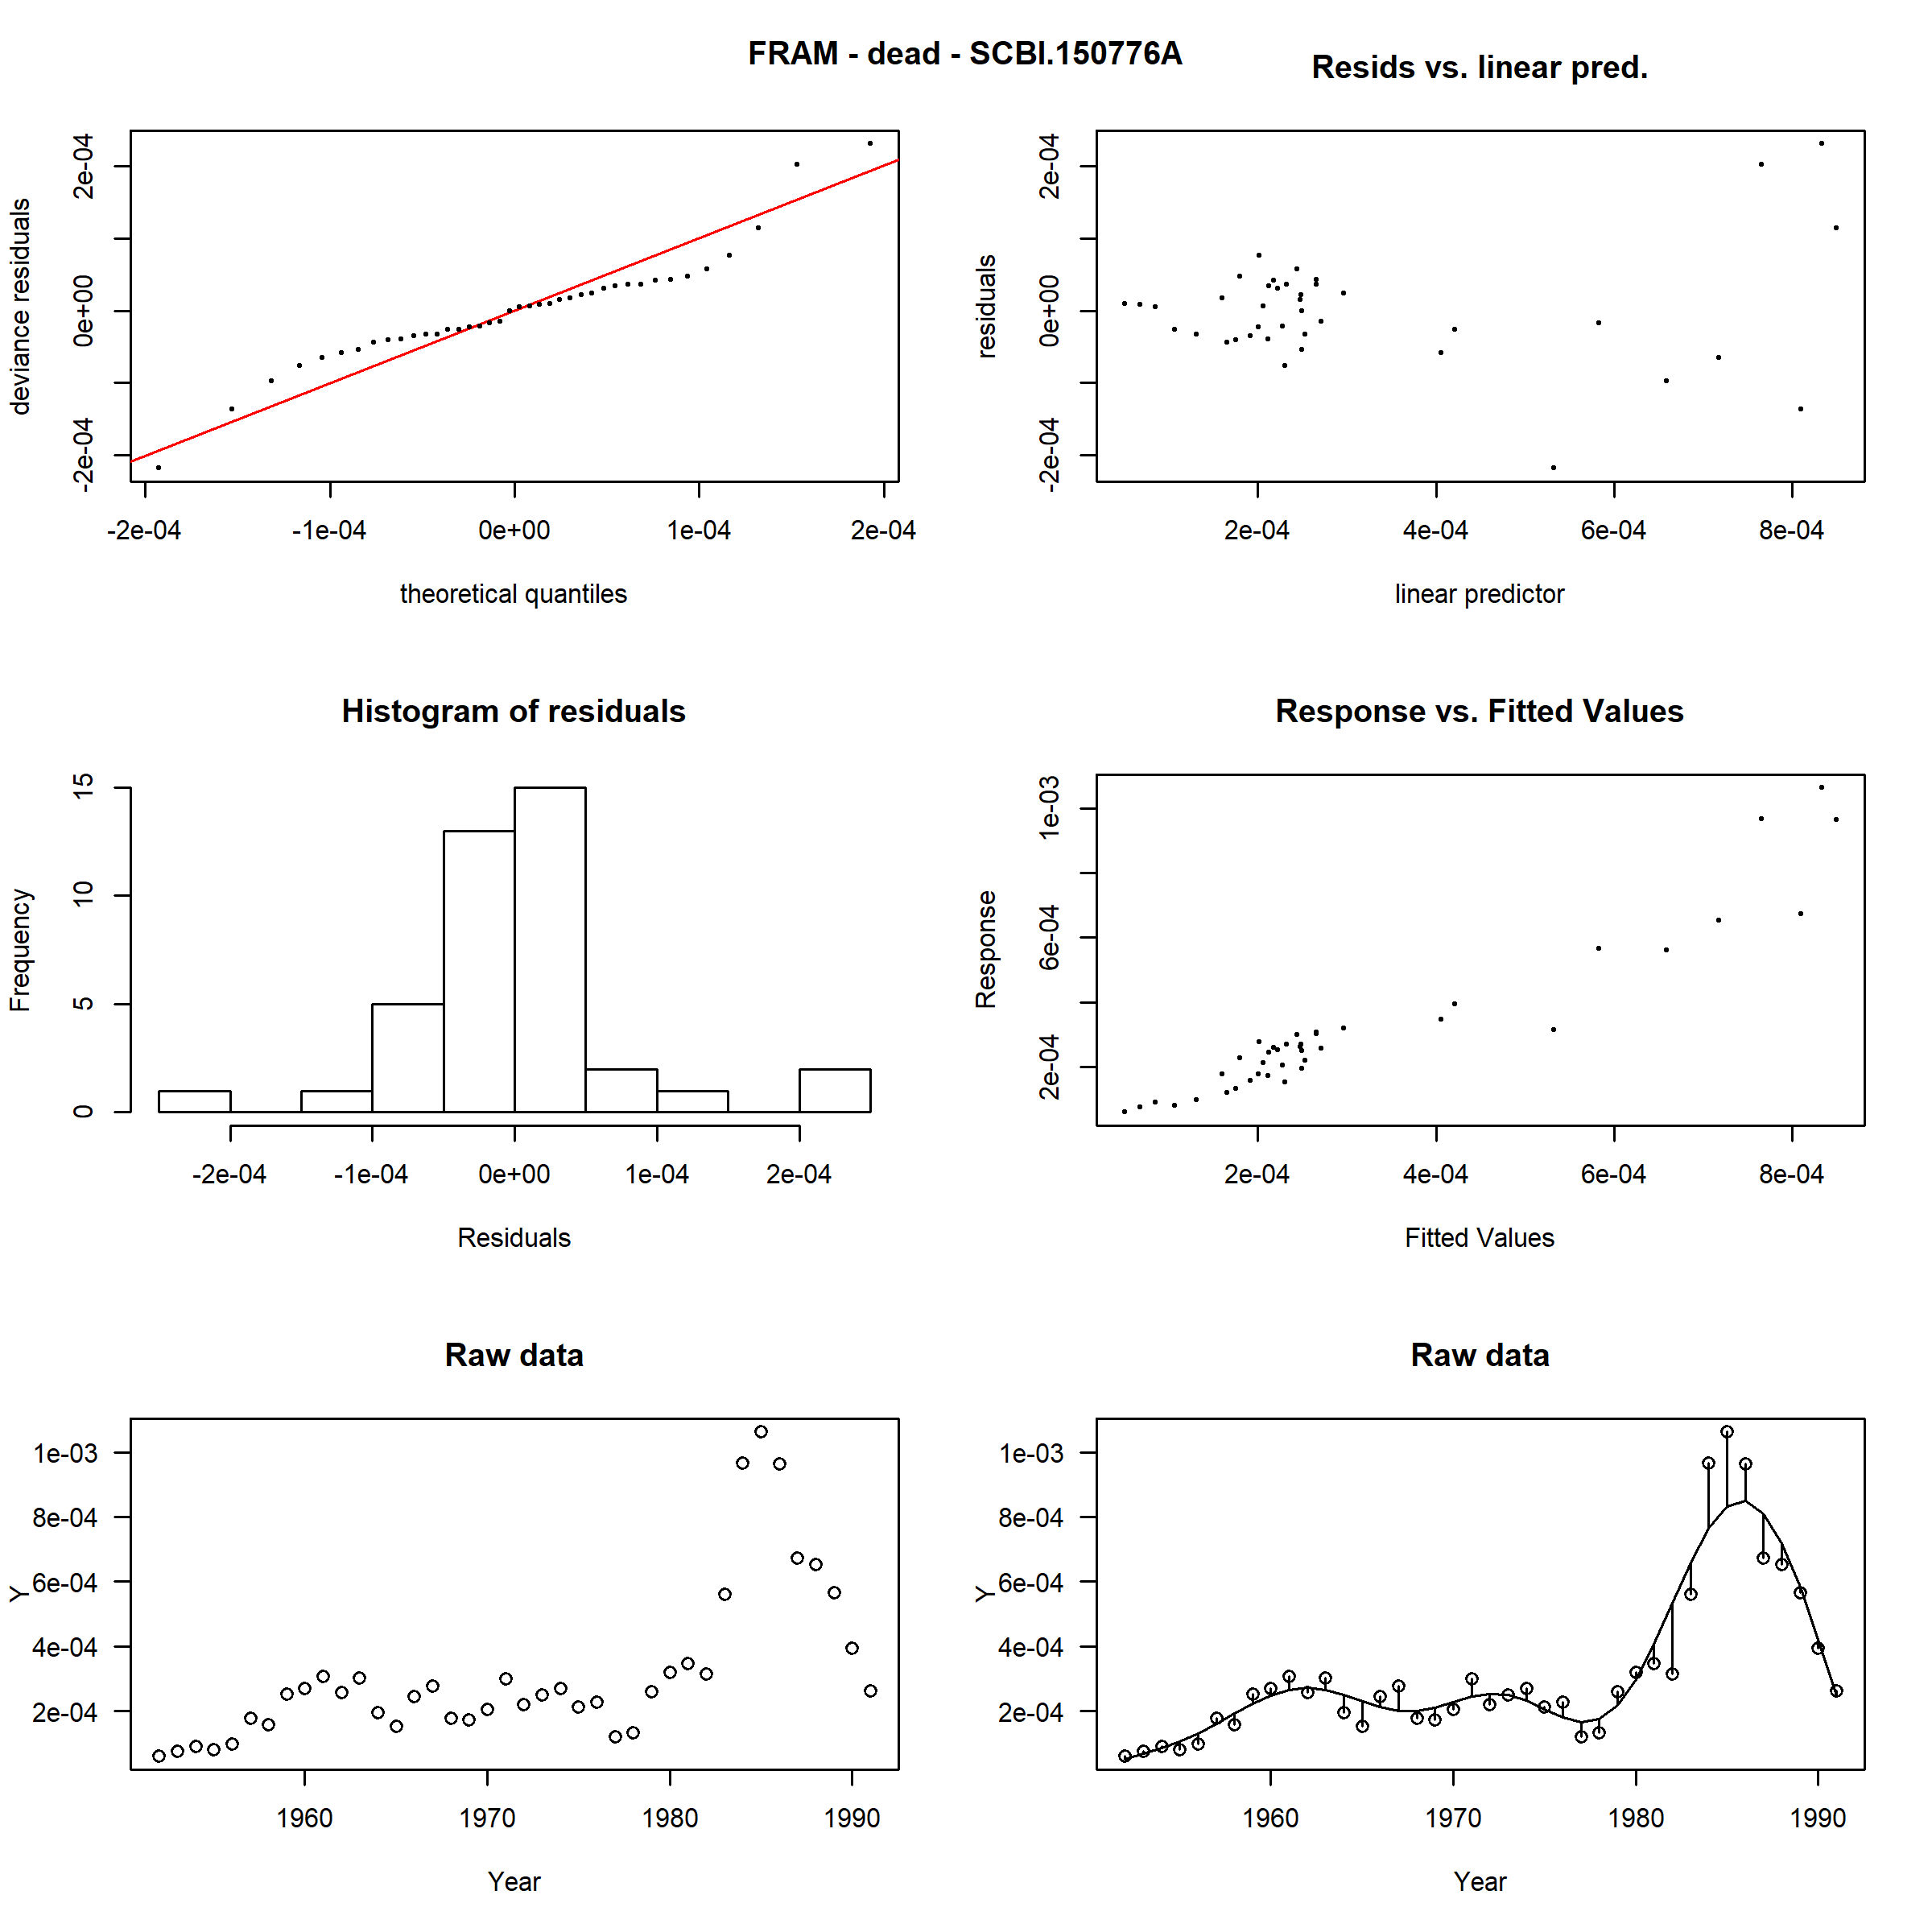 FRAM - dead - SCBI.150776A
Resids vs. linear pred.
deviance residuals
-2e-04 0e+00 2e-04
-2e-04 -1e-04 0e+00 1e-04 2e-04
theoretical quantiles
residuals
-2e-04 0e+00 2e-04
2e-04 4e-04 6e-04 8e-04
linear predictor
Histogram of residuals
Frequency
0 5 10 15
-2e-04 -1e-04 0e+00 1e-04 2e-04
Residuals
Response vs. Fitted Values
Response
2e-04 6e-04 1e-03
2e-04 4e-04 6e-04 8e-04
Fitted Values
Raw data
Y
1e-03
8e-04
6e-04
4e-04
2e-04
1960 1970 1980 1990
Year
Raw data
Y
1e-03
8e-04
6e-04
4e-04
2e-04
1960 1970 1980 1990
Year